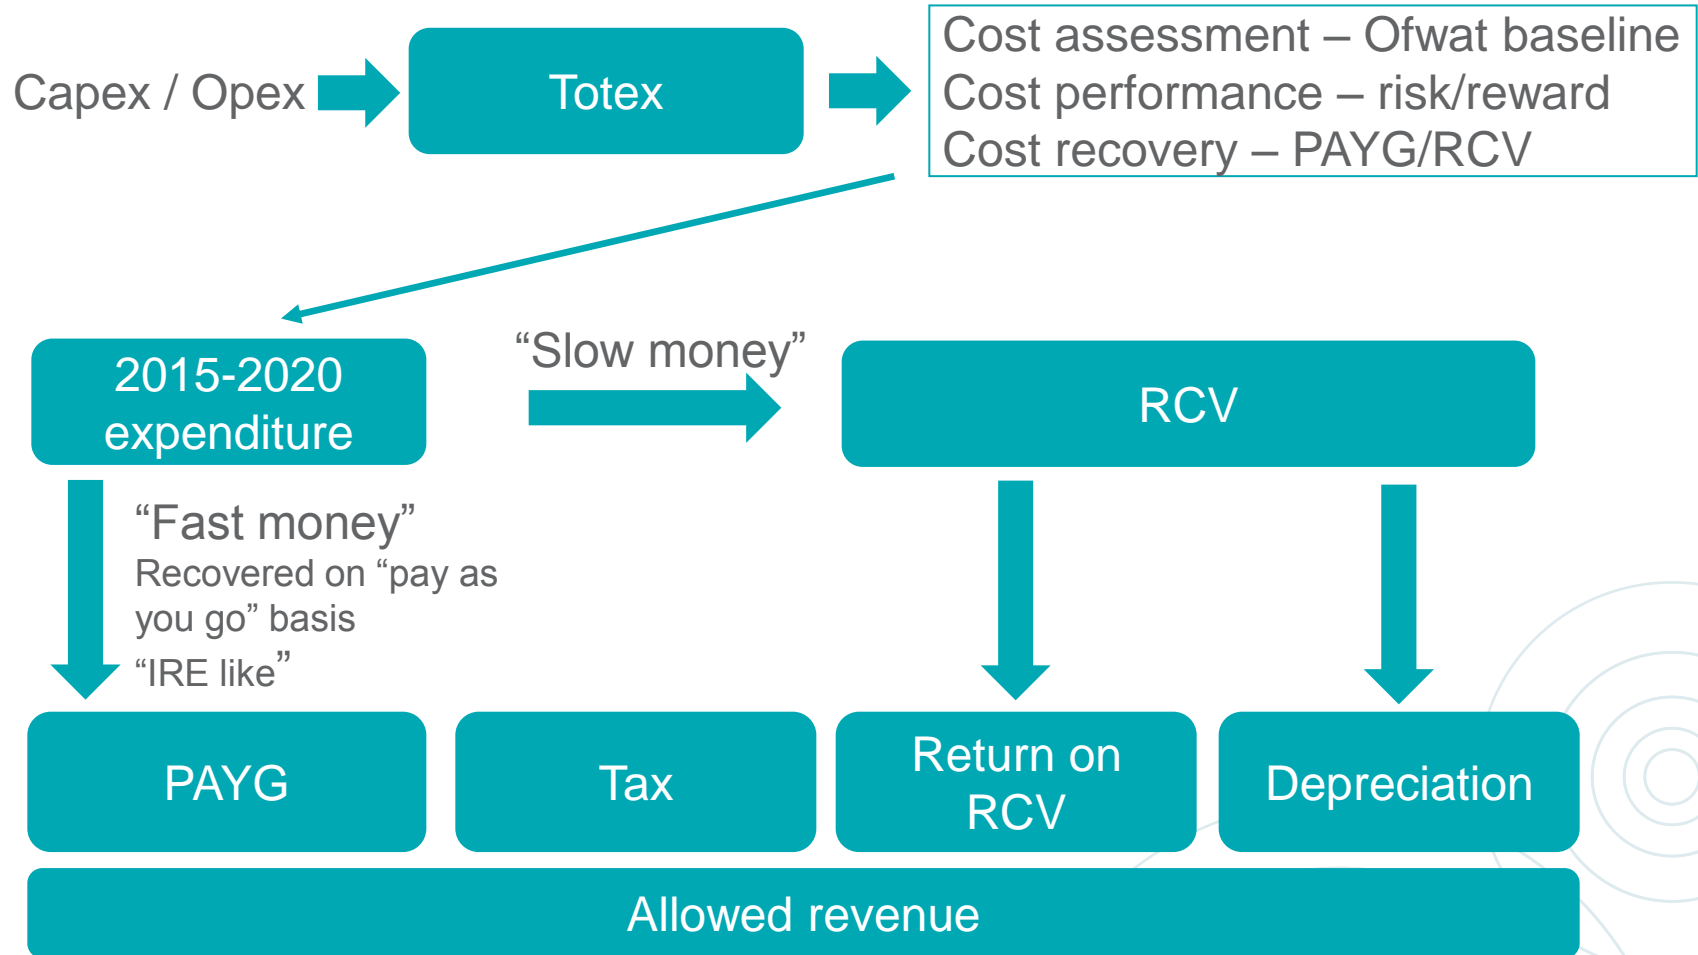 Capex / Opex
Totex
Cost assessment – Ofwat baseline
Cost performance – risk/reward
Cost recovery – PAYG/RCV
2015-2020
expenditure
“Slow money”
RCV
“Fast money”
Recovered on “pay as
you go” basis
“IRE like”
PAYG
Tax
Return on
RCV
Depreciation
Allowed revenue